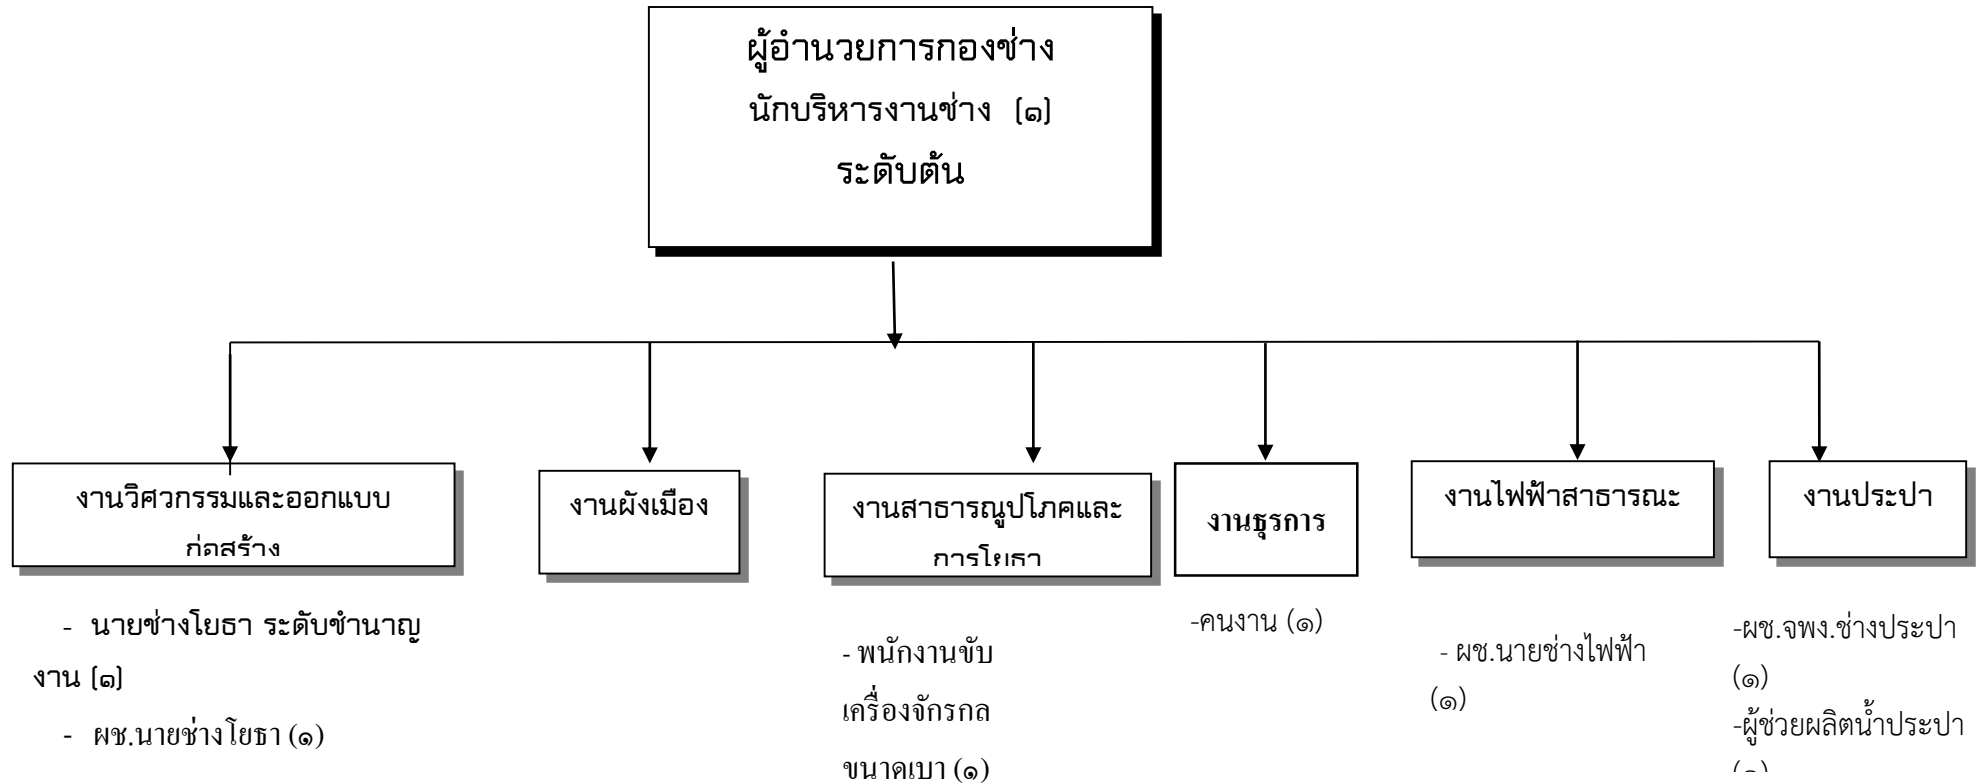 ผู้อำนวยการกองช่าง
นักบริหารงานช่าง (๑)
ระดับต้น
งานวิศวกรรมและออกแบบ
ก่อสร้าง
- นายช่างโยธา ระดับชำนาญ
งาน (๑)
- ผช.นายช่างโยธา (๑)
งานผังเมือง
งานสาธารณูปโภคและ
การโยธา
- พนักงานขับ
เครื่องจักรกล
ขนาดเบา (๑)
งานธุรการ
-คนงาน (๑)
งานไฟฟ้าสาธารณะ
- ผช.นายช่างไฟฟ้า
(๑)
งานประปา
-ผช.จพง.ช่างประปา
(๑)
-ผู้ช่วยผลิตน้ำประปา